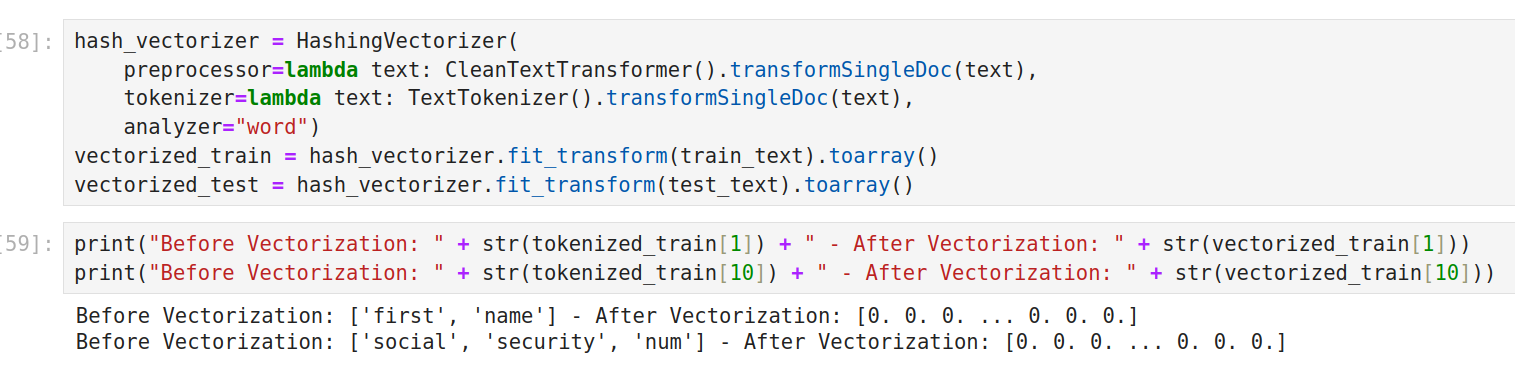 [58]:
hash_vectorizer = HashingVectorizer(
    preprocessor=lambda text: CleanTextTransformer().transformSingleDoc(text),
    tokenizer=lambda text: TextTokenizer().transformSingleDoc(text),
    analyzer="word")
vectorized_train = hash_vectorizer.fit_transform(train_text).toarray()
vectorized_test = hash_vectorizer.fit_transform(test_text).toarray()
[59]:
print("Before Vectorization: " + str(tokenized_train[1]) + " - After Vectorization: " + str(vectorized_train[1]))
print("Before Vectorization: " + str(tokenized_train[10]) + " - After Vectorization: " + str(vectorized_train[10]))
Before Vectorization: ['first', 'name'] - After Vectorization: [0. 0. 0. ... 0. 0. 0.]
Before Vectorization: ['social', 'security', 'num'] - After Vectorization: [0. 0. 0. ... 0. 0. 0.]